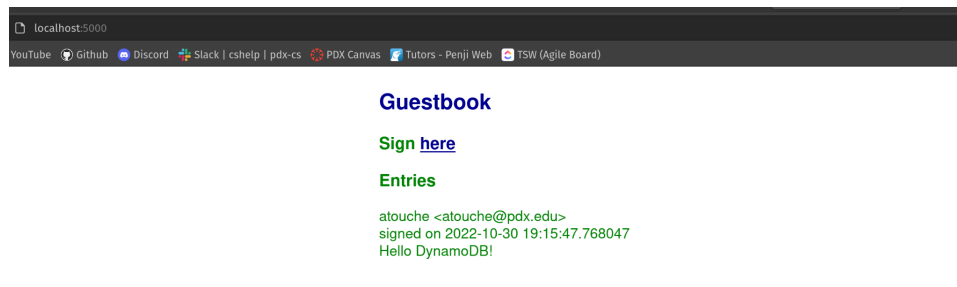 localhost:5000
YouTube Github Discord Slack | cshelp | pdx-cs PDX Canvas Tutors - Penji Web TSW (Agile Board)
Guestbook
Sign here
Entries
atouche <atouche@pdx.edu>
signed on 2022-10-30 19:15:47.768047
Hello DynamoDB!